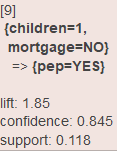 [9]
{children=1,
mortgage=NO}
=> {pep=YES}
lift: 1.85
confidence: 0.845
support: 0.118